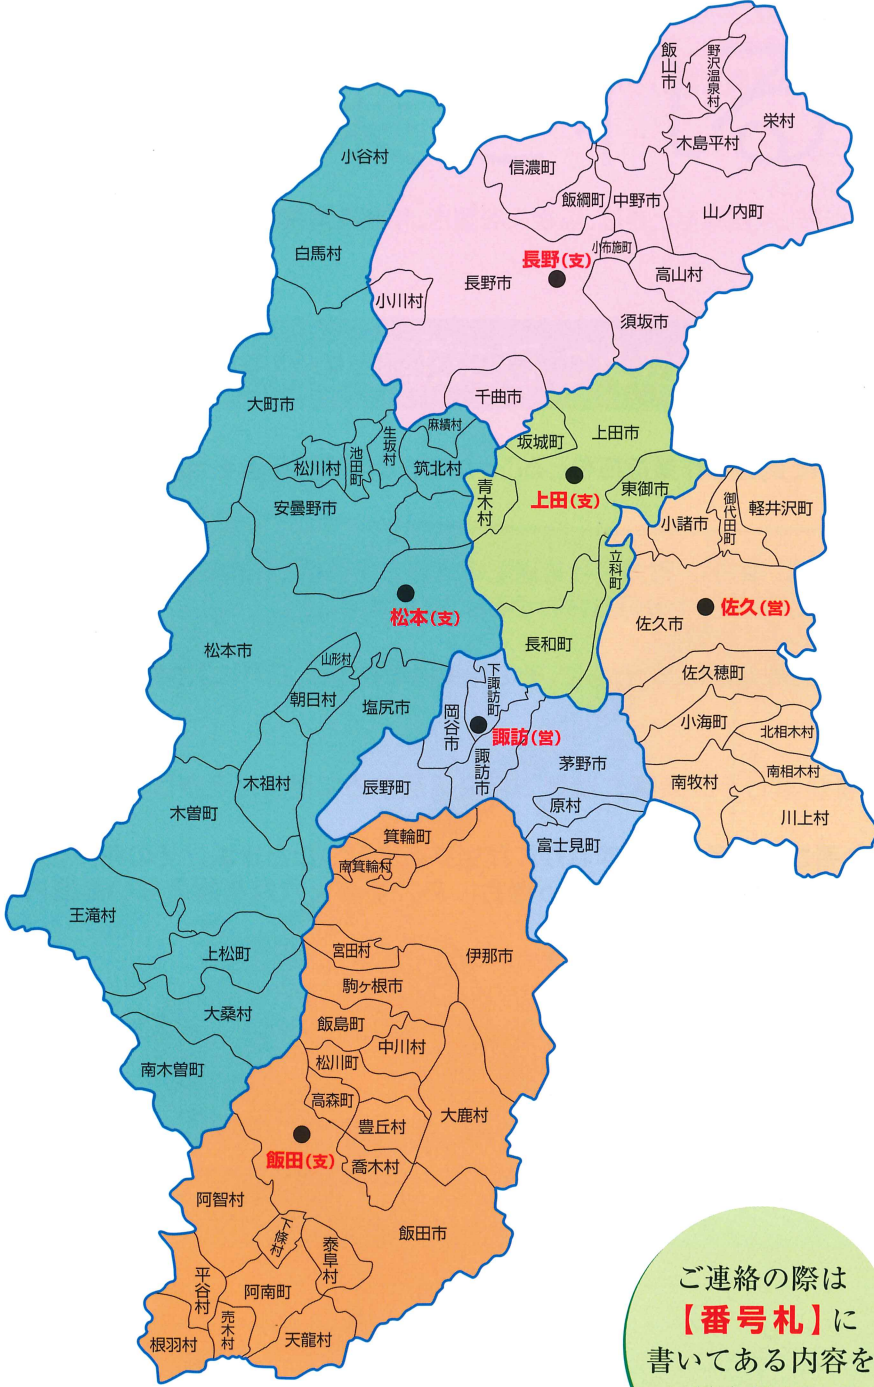 飯山市
野沢温泉村
栄村
木島平村
小谷村
信濃町
飯綱町
中野市
山ノ内町
白馬村
小布施町
長野(支)
長野市
高山村
小川村
須坂市
千曲市
大町市
麻績村
生坂村
池田町
松川村
筑北村
坂城町
上田市
青木村
上田(支)
東御市
安曇野市
小諸市
御代田町
軽井沢町
立科町
松本(支)
佐久(営)
佐久市
松本市
山形村
長和町
朝日村
塩尻市
下諏訪町
岡谷市
諏訪(営)
諏訪市
佐久穂町
小海町
北相木村
南相木村
南牧村
川上村
茅野市
原村
富士見町
辰野町
木祖村
木曽町
箕輪町
南箕輪村
王滝村
上松町
宮田村
伊那市
駒ヶ根市
大桑村
飯島町
中川村
南木曽町
松川町
高森町
豊丘村
大鹿村
飯田(支)
喬木村
阿智村
飯田市
下條村
泰阜村
平谷村
阿南町
売木村
根羽村
天龍村
ご連絡の際は
【番号札】に
書いてある内容を